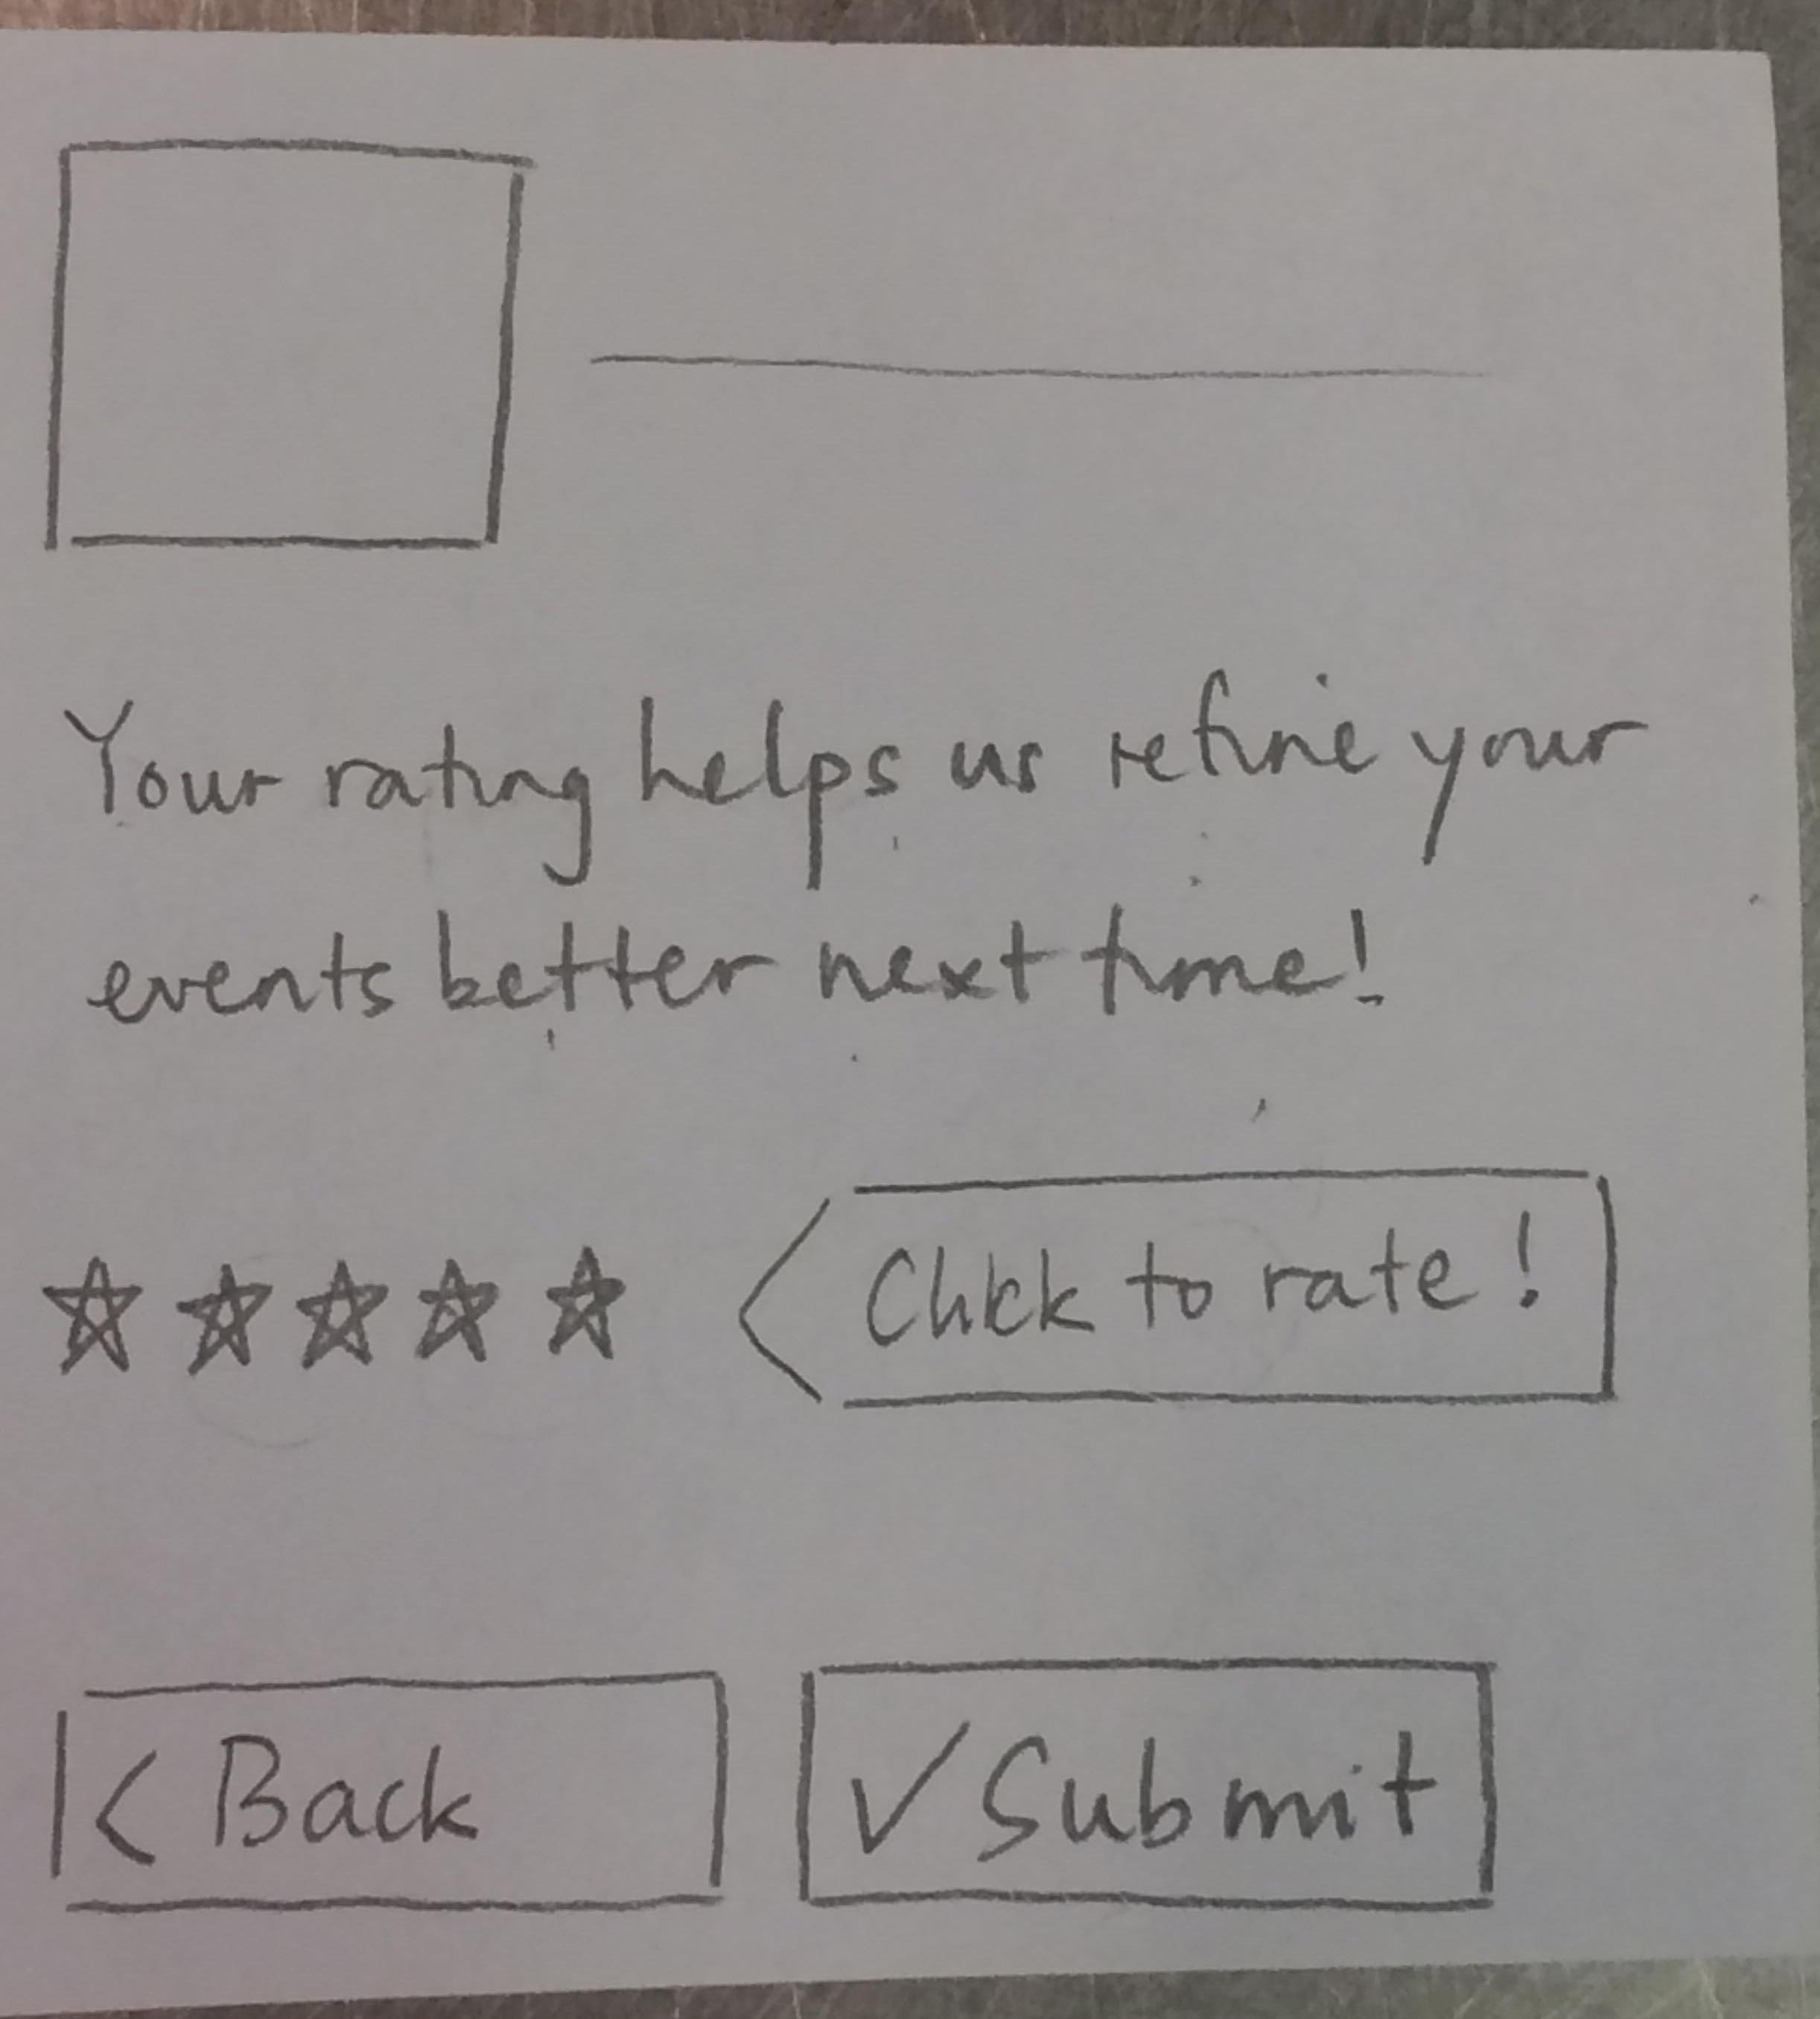 Your rating helps us refine your
events better next time!
Click to rate!
< Back
✓ Submit